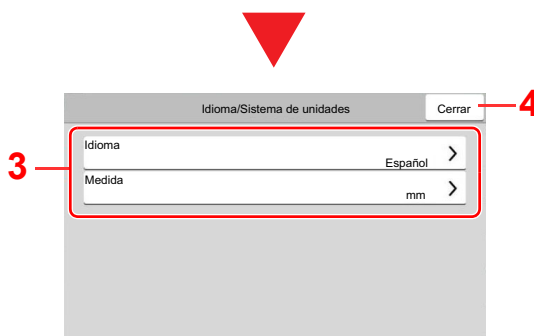 Idioma/Sistema de unidades
Cerrar
4
Idioma
Español
3
Medida
mm